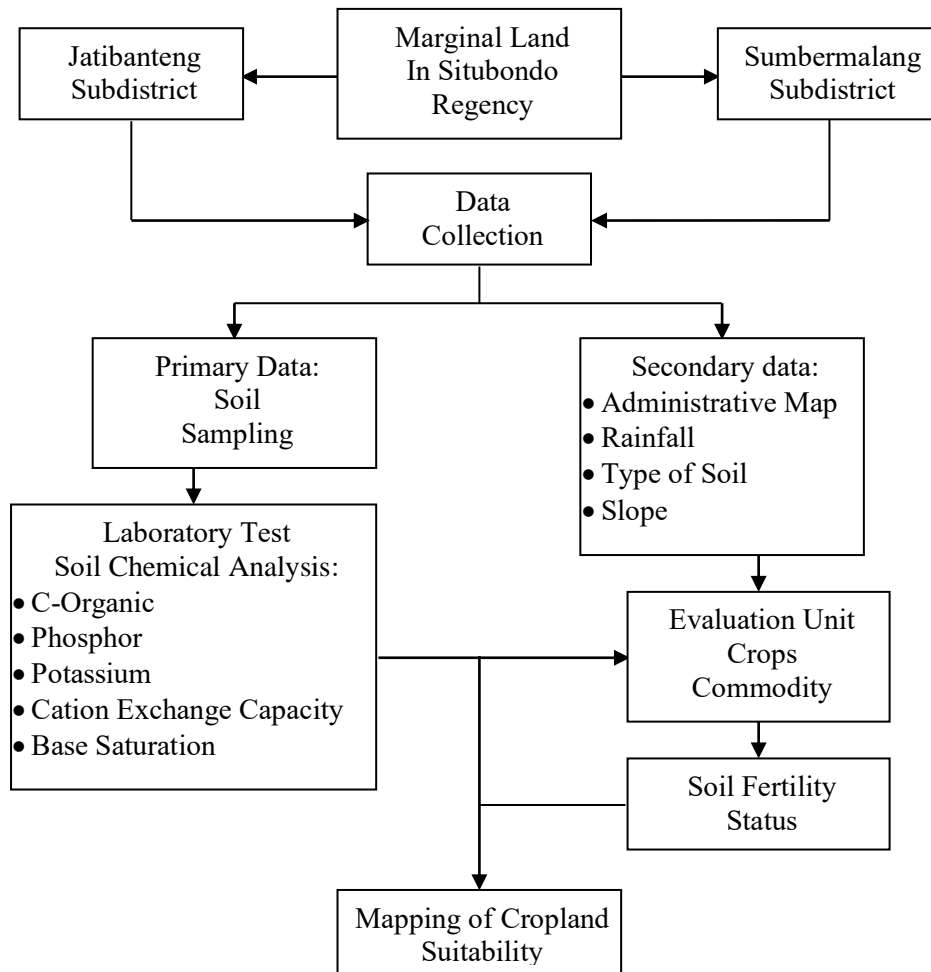 Jatibanteng
Subdistrict
Marginal Land
In Situbondo
Regency
Sumbermalang
Subdistrict
Data
Collection
Primary Data:
Soil
Sampling
Secondary data:
• Administrative Map
• Rainfall
• Type of Soil
• Slope
Laboratory Test
Soil Chemical Analysis:
• C-Organic
• Phosphor
• Potassium
• Cation Exchange Capacity
• Base Saturation
Evaluation Unit
Crops
Commodity
Soil Fertility
Status
Mapping of Cropland
Suitability